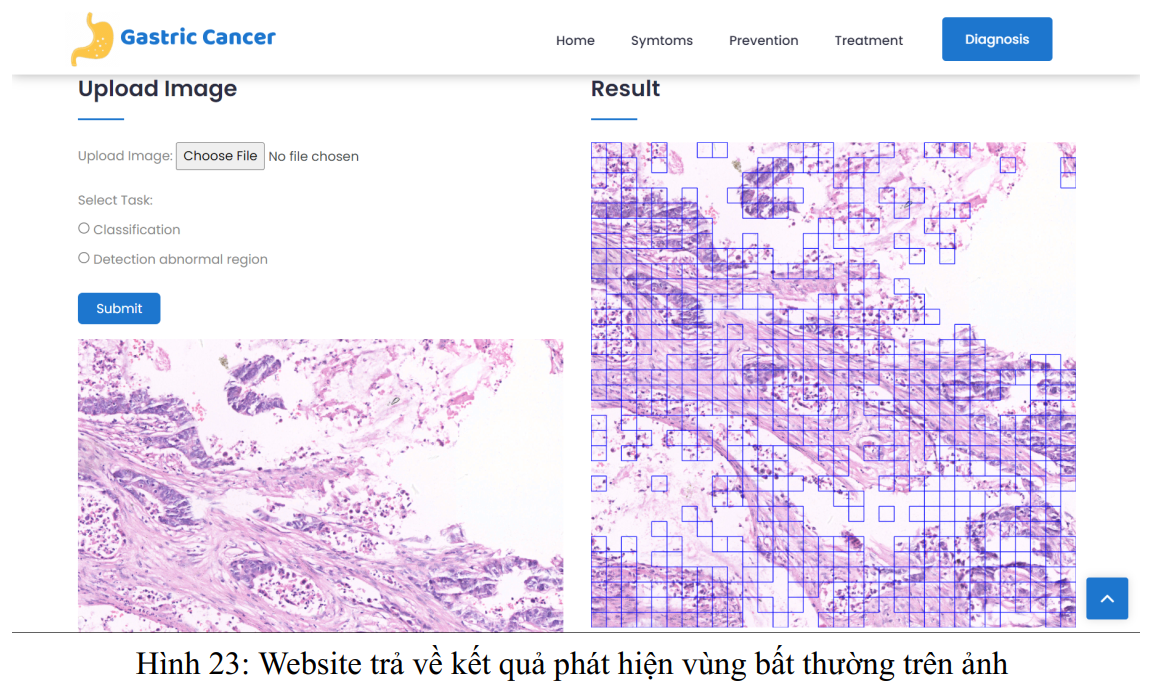 Gastric Cancer
Home Symtoms Prevention Treatment Diagnosis
Upload Image
Upload Image: Choose File No file chosen
Select Task:
Classification
Detection abnormal region
Submit
Result
Hình 23: Website trả về kết quả phát hiện vùng bất thường trên ảnh